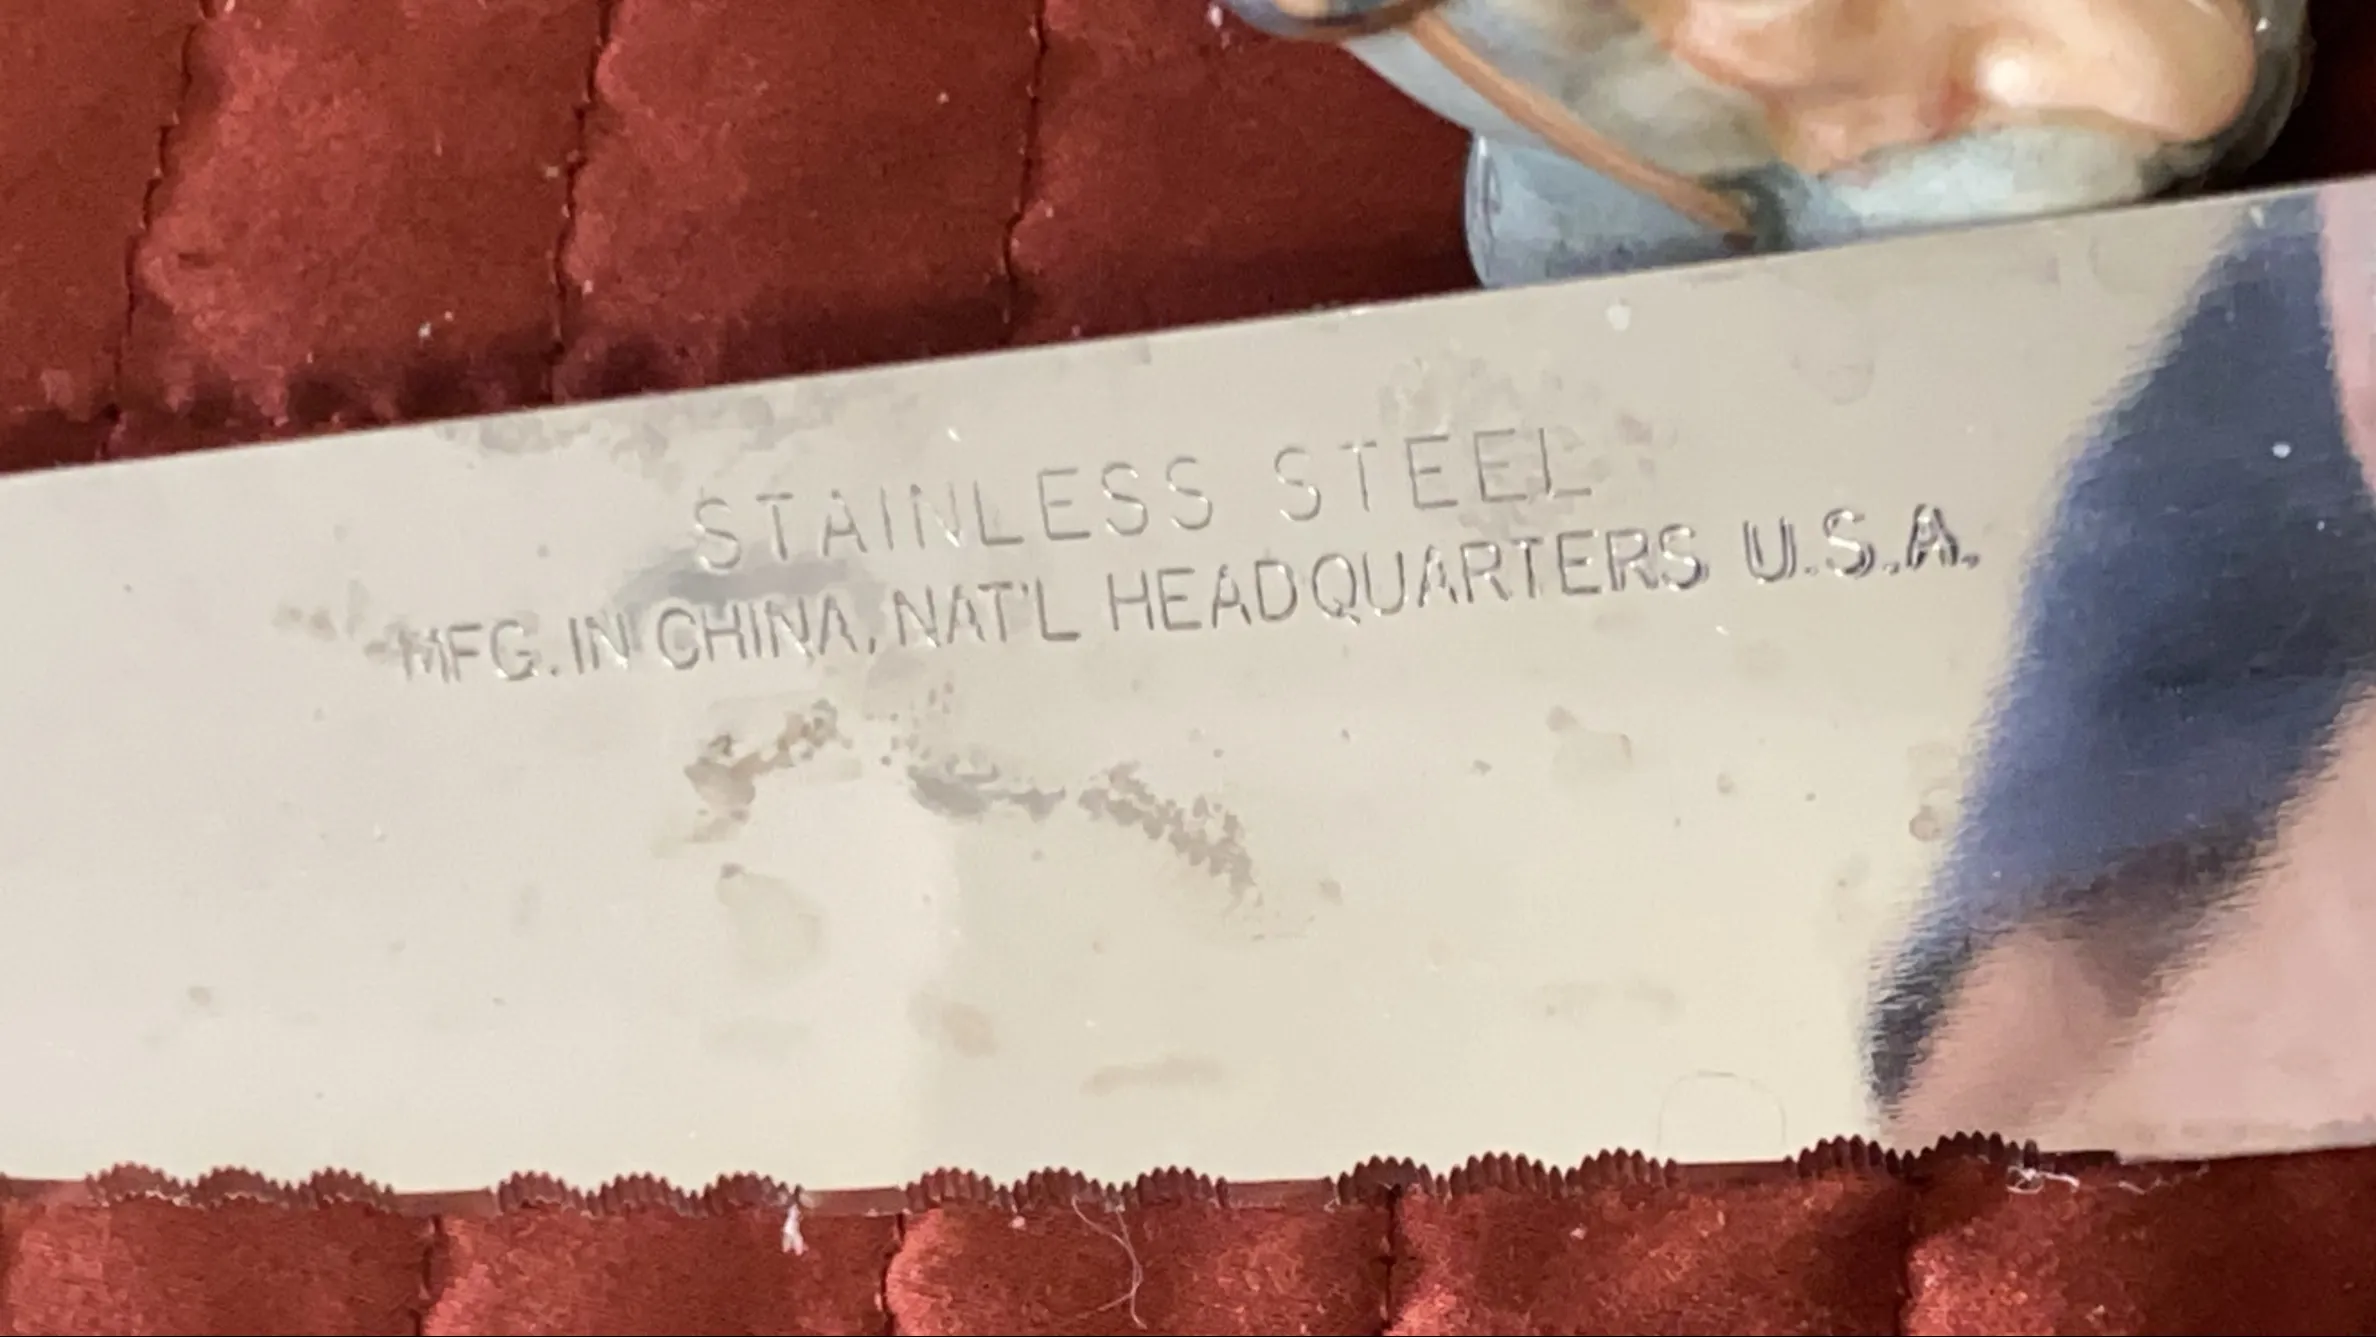 STAINLESS STEEL
MFG. IN CHINA, NAT'L HEADQUARTERS U.S.A.